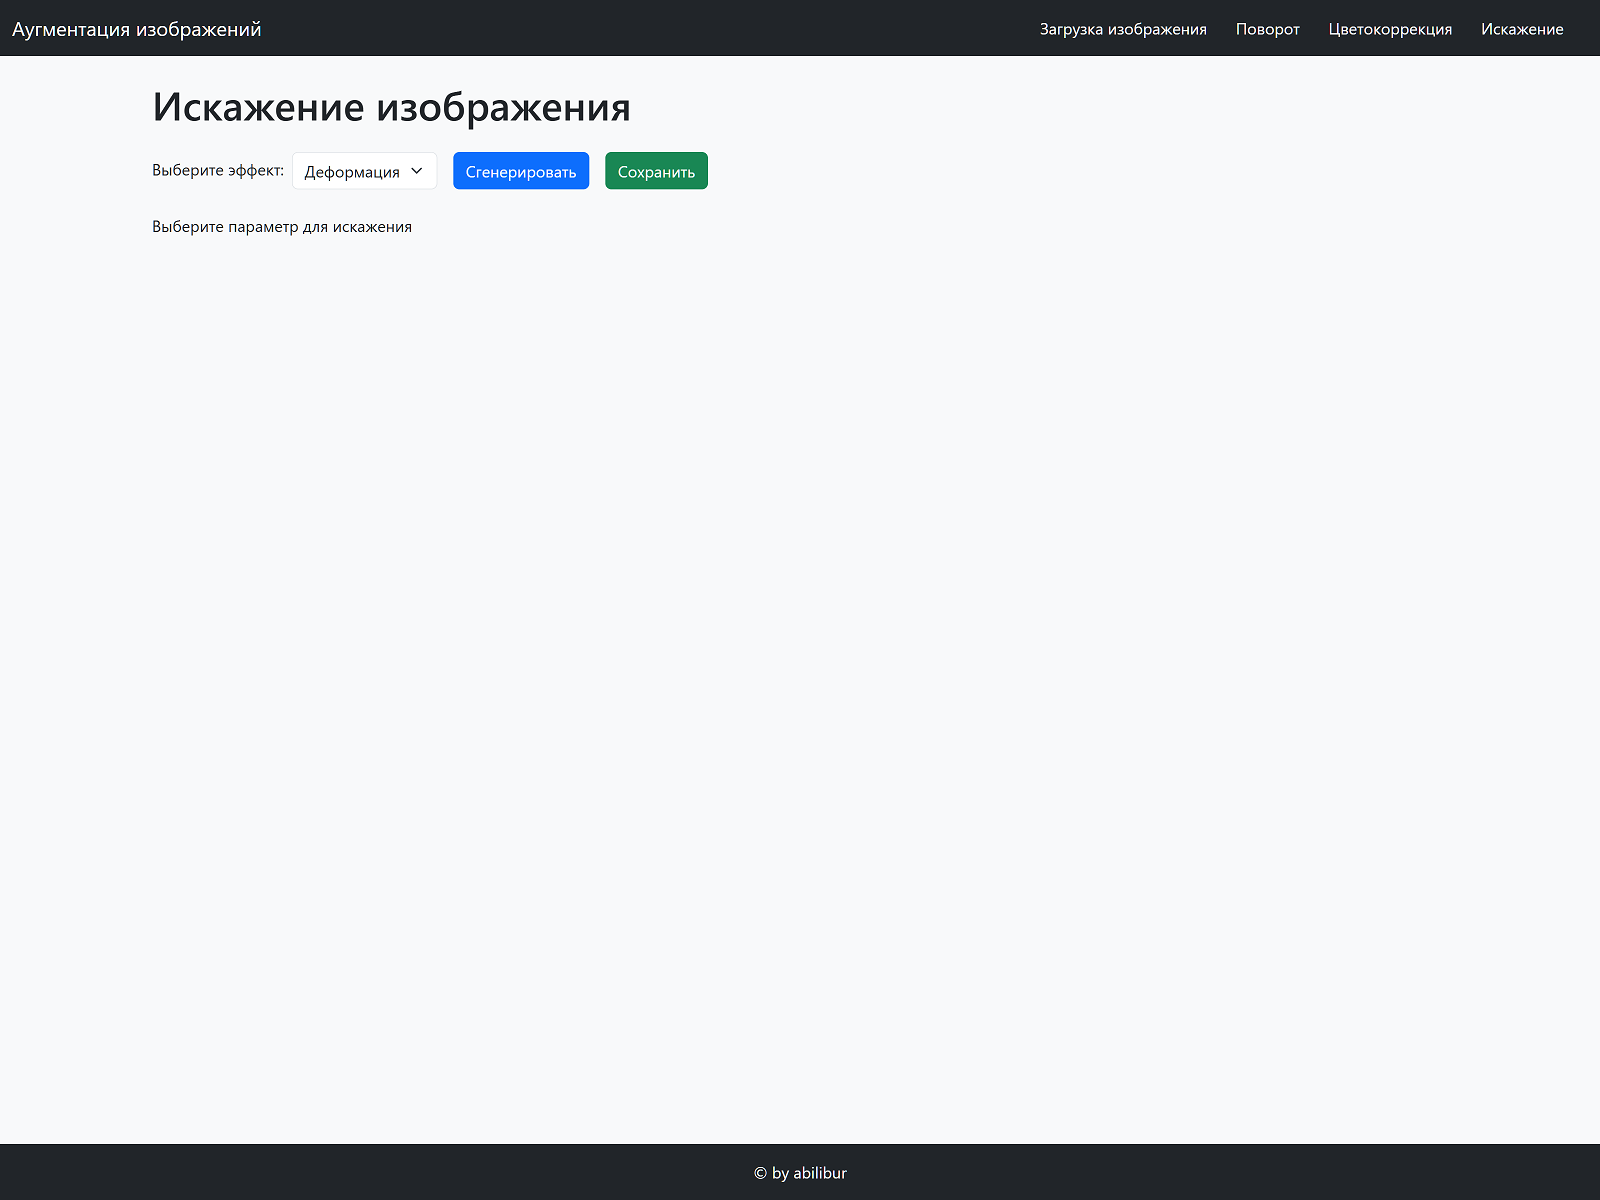 Аугментация изображений Загрузка изображения Поворот Цветокоррекция Искажение
Искажение изображения
Выберите эффект: Деформация Сгенерировать Сохранить
Выберите параметр для искажения
© by abilibur